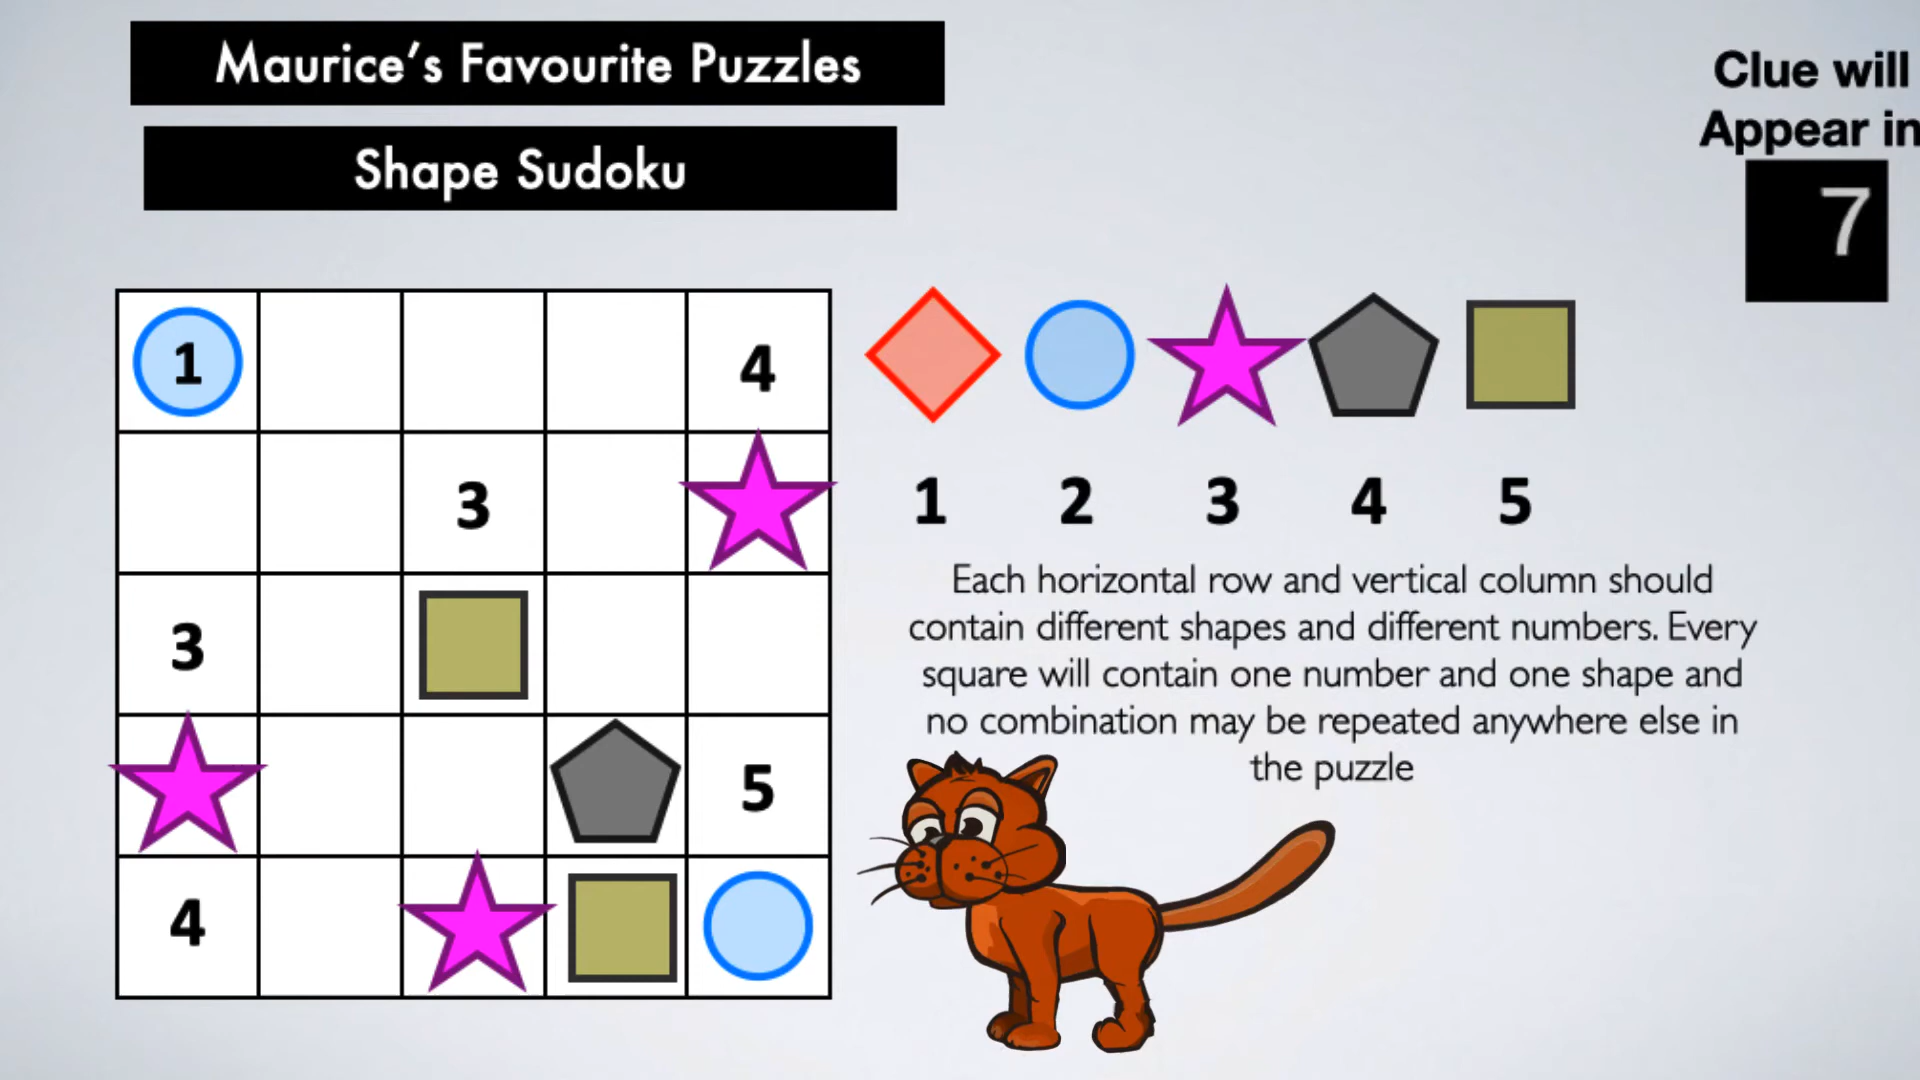 Maurice's Favourite Puzzles
Shape Sudoku
Clue will
Appear in
7
1 4
3
3
5
4
1 2 3 4 5
Each horizontal row and vertical column should
contain different shapes and different numbers. Every
square will contain one number and one shape and
no combination may be repeated anywhere else in
the puzzle